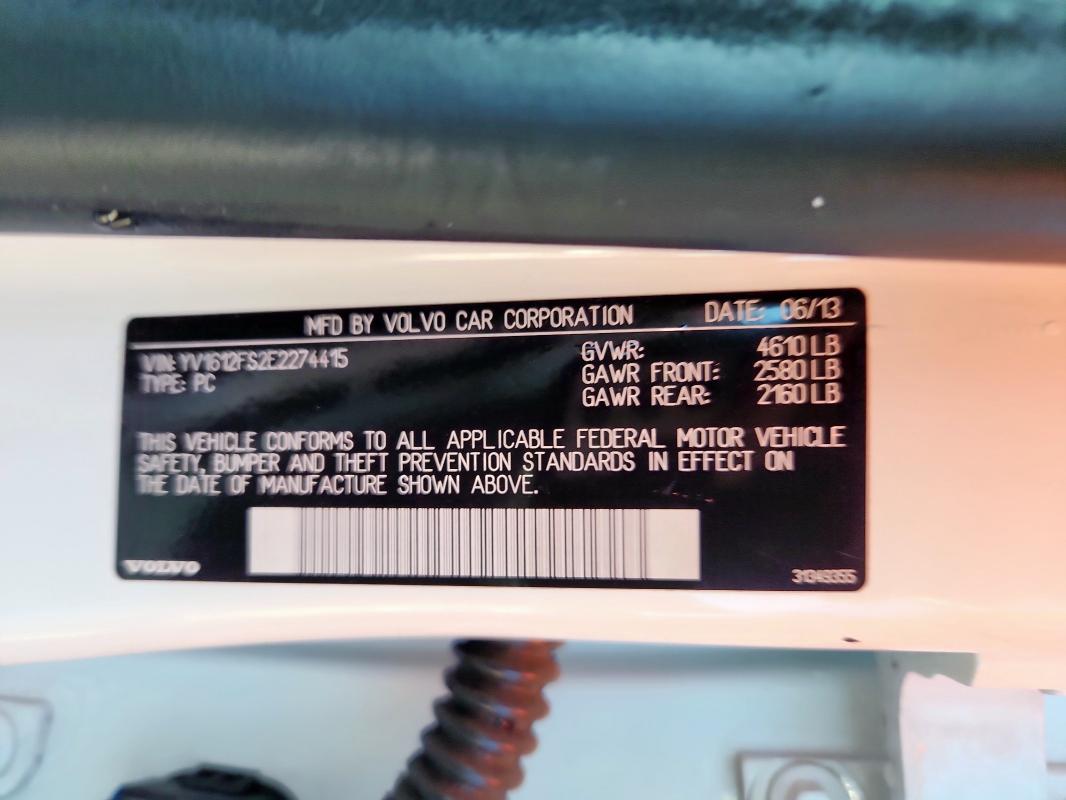 MFD BY VOLVO CAR CORPORATION DATE: 06/13
VIN: YV1612FS2E2274415 GVWR: 4610 LB
TYPE: PC GAWR FRONT: 2580 LB
GAWR REAR: 2160 LB
THIS VEHICLE CONFORMS TO ALL APPLICABLE FEDERAL MOTOR VEHICLE
SAFETY, BUMPER AND THEFT PREVENTION STANDARDS IN EFFECT ON
THE DATE OF MANUFACTURE SHOWN ABOVE.
VOLVO 31349355